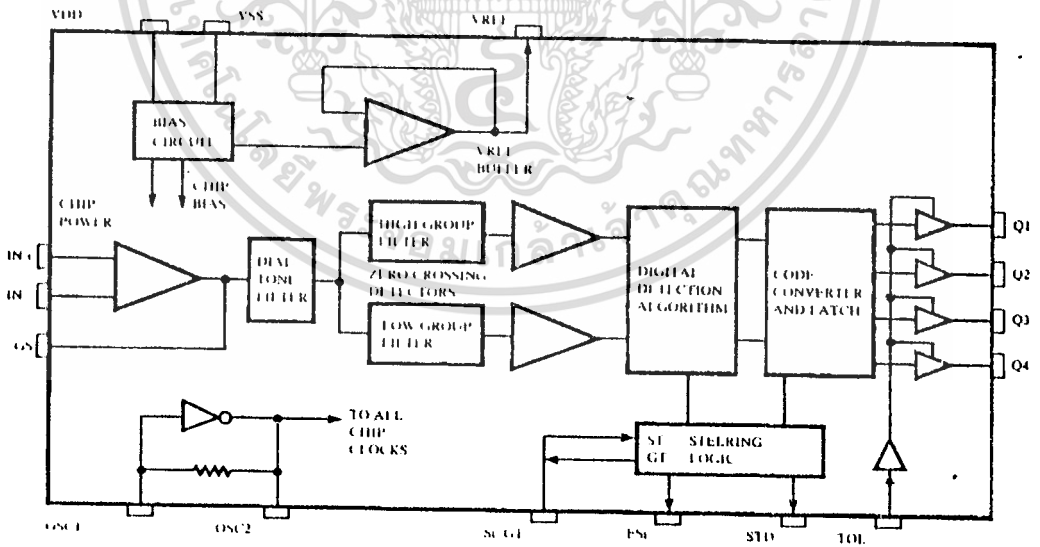 VDD
VSS
VREF
BIAS
CIRCUIT
VREF
BUFFER
CHIP
BIAS
CHIP
POWER
IN+
IN
GS
DIAL
TONE
FILTER
HIGH GROUP
FILTER
ZERO CROSSING
DETECTORS
LOW GROUP
FILTER
DIGITAL
DETECTION
ALGORITHM
CODE
CONVERTER
AND LATCH
Q1
Q2
Q3
Q4
TO ALL
CHIP
CLOCKS
ST STEERING
GT LOGIC
OSC1
OSC2
St GT
ESt
STD
TOE